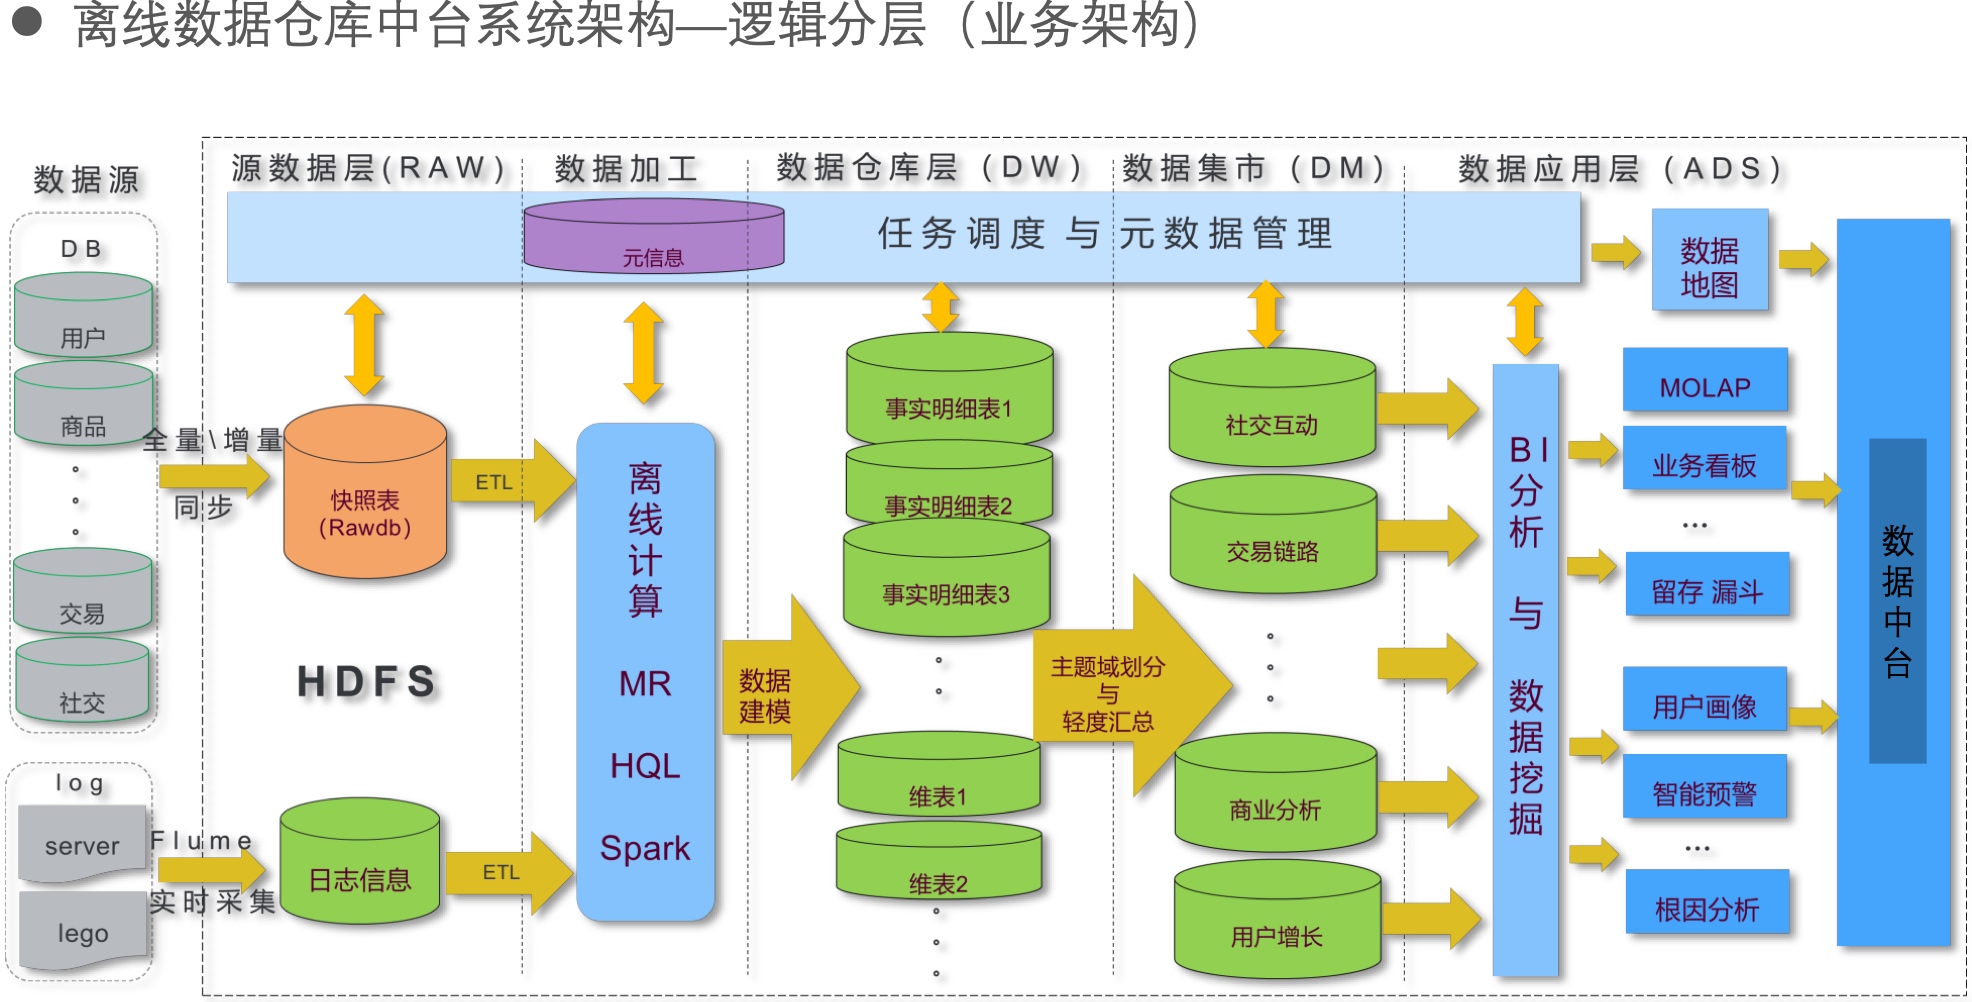 ● 离线数据仓库中台系统架构—逻辑分层（业务架构）
数据源
源数据层(RAW)
数据加工
数据仓库层（DW）
数据集市（DM）
数据应用层（ADS）
任务调度 与 元数据管理
元信息
DB
用户
商品
交易
社交
log
server
lego
全量\增量
同步
Flume
实时采集
快照表
(Rawdb)
HDFS
日志信息
ETL
ETL
离线计算
MR
HQL
Spark
数据
建模
事实明细表1
事实明细表2
事实明细表3
维表1
维表2
主题域划分
与
轻度汇总
社交互动
交易链路
商业分析
用户增长
BI分析 与 数据挖掘
数据
地图
MOLAP
业务看板
...
留存 漏斗
用户画像
智能预警
...
根因分析
数据中台